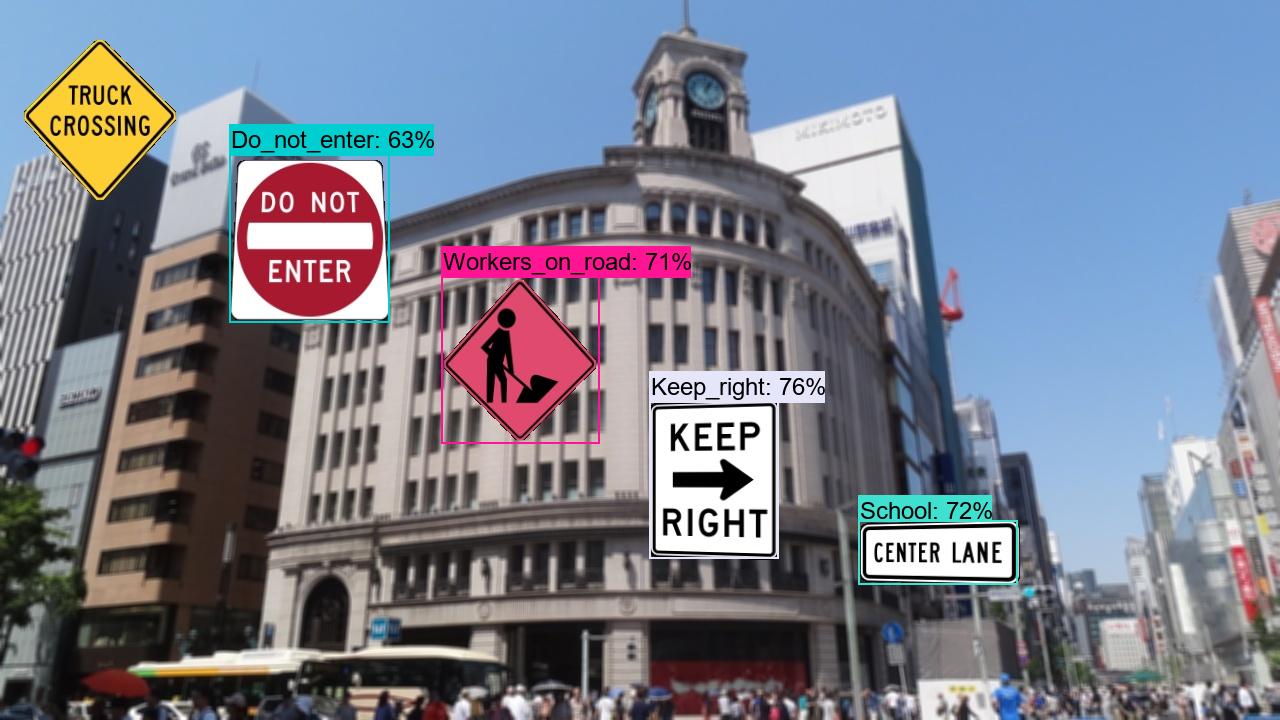 TRUCK
CROSSING
Do_not_enter: 63%
DO NOT
ENTER
MIKIMOTO
Workers_on_road: 71%
Keep_right: 76%
KEEP
RIGHT
School: 72%
CENTER LANE